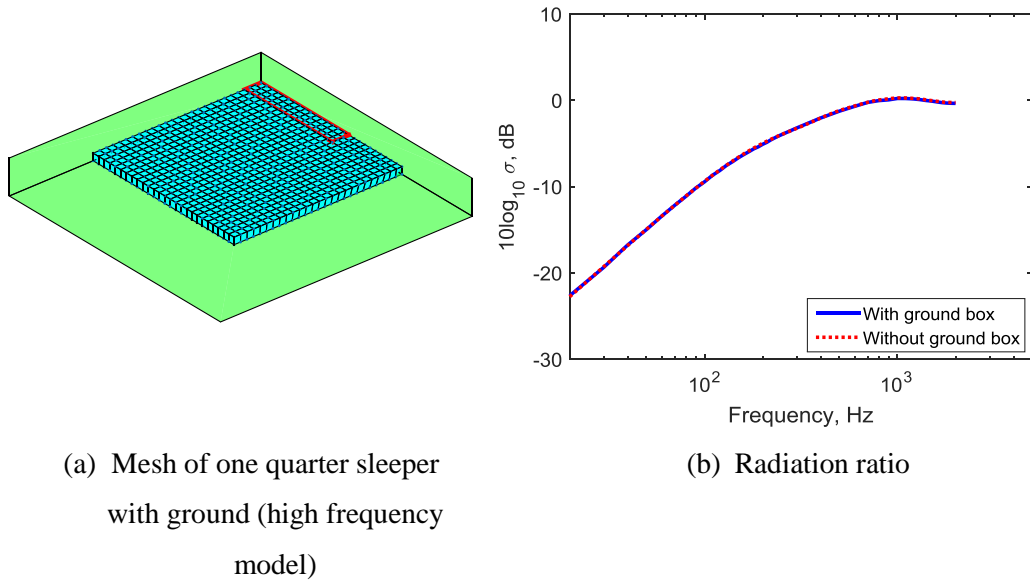 10
0
-10
-20
-30
10log10 σ, dB
With ground box
Without ground box
10² 10³
Frequency, Hz
(a) Mesh of one quarter sleeper
with ground (high frequency
model)
(b) Radiation ratio